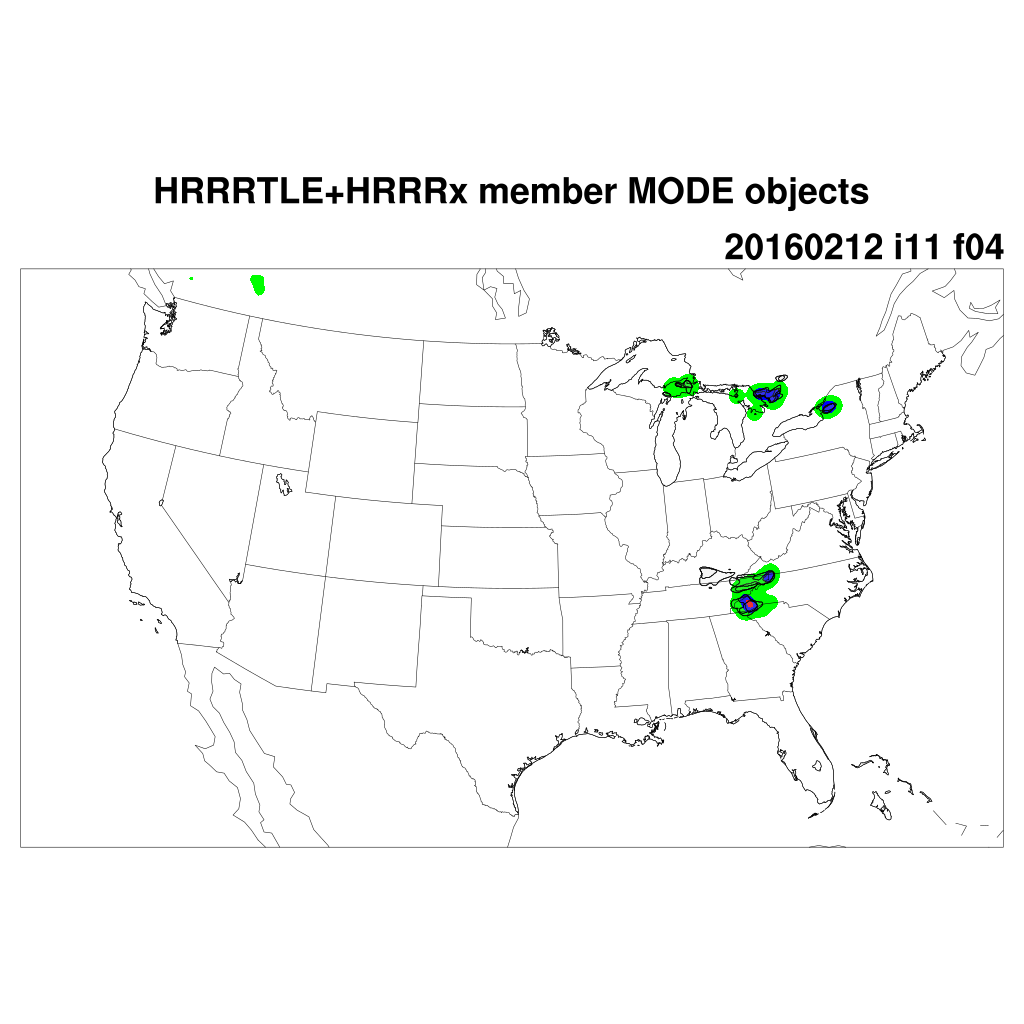 HRRRTLE+HRRRx member MODE objects
20160212 i11 f04